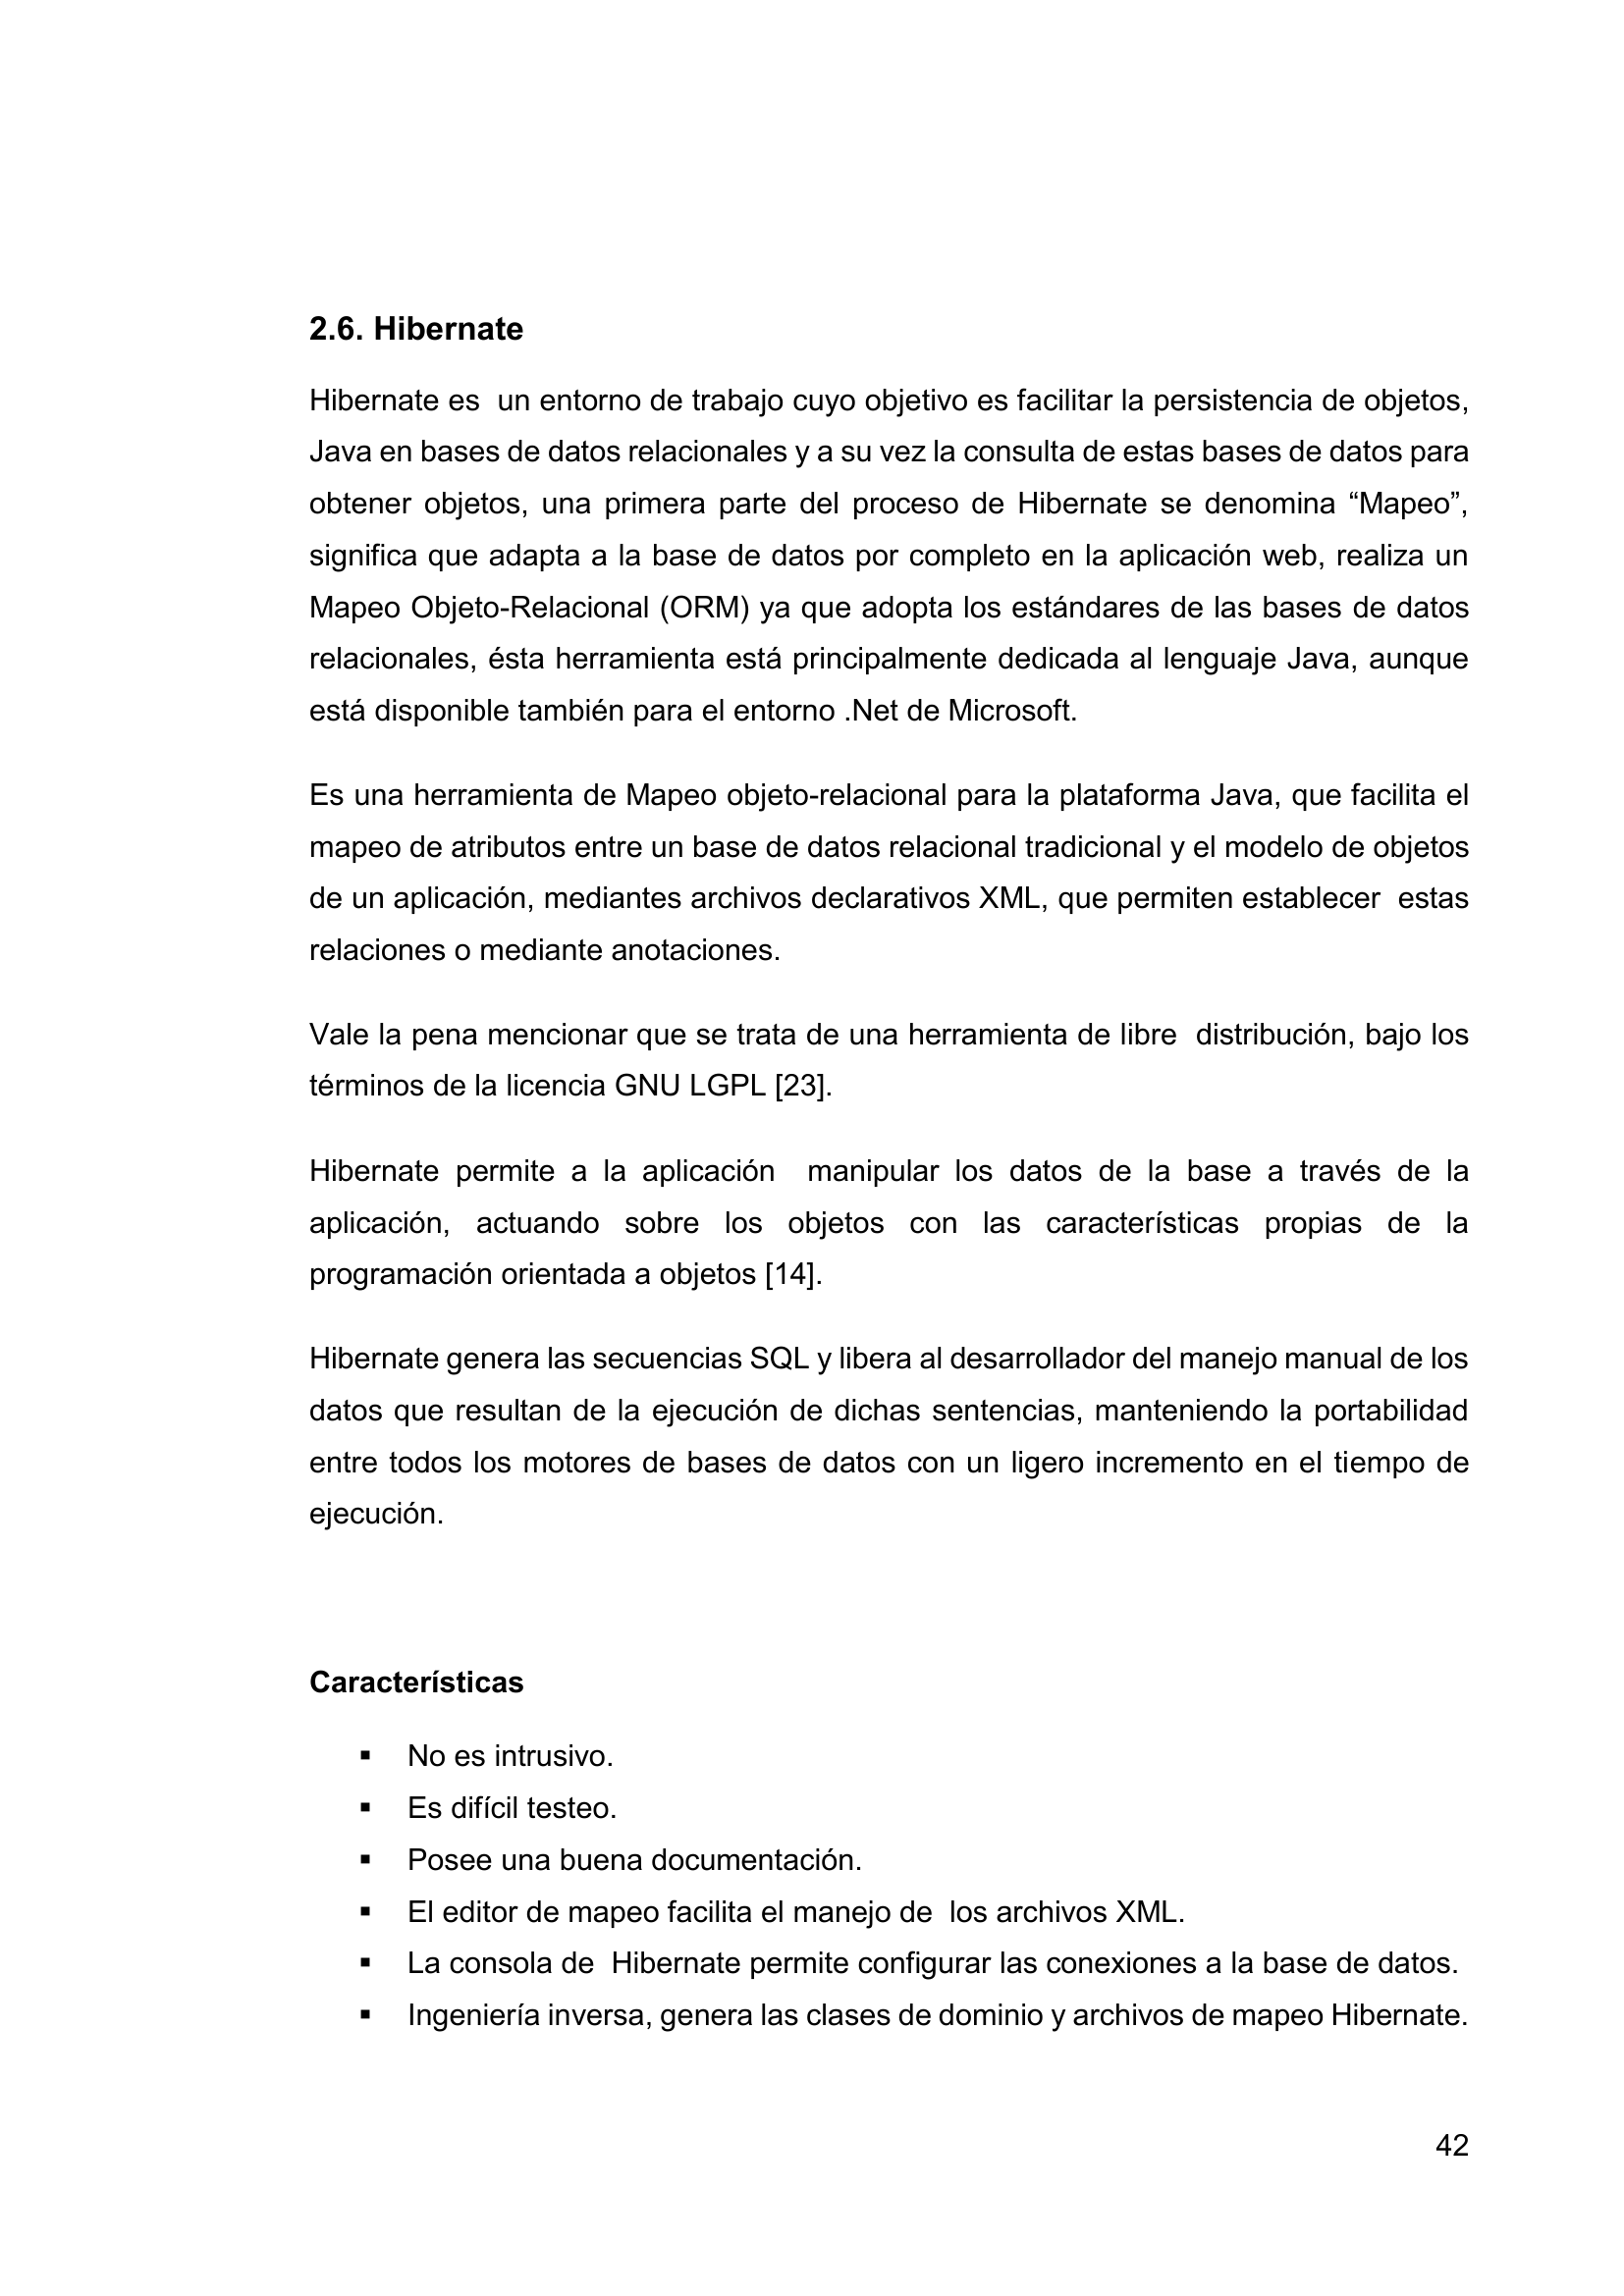 2.6. Hibernate
Hibernate es  un entorno de trabajo cuyo objetivo es facilitar la persistencia de objetos,
Java en bases de datos relacionales y a su vez la consulta de estas bases de datos para
obtener objetos, una primera parte del proceso de Hibernate se denomina “Mapeo”,
significa que adapta a la base de datos por completo en la aplicación web, realiza un
Mapeo Objeto-Relacional (ORM) ya que adopta los estándares de las bases de datos
relacionales, ésta herramienta está principalmente dedicada al lenguaje Java, aunque
está disponible también para el entorno .Net de Microsoft.
Es una herramienta de Mapeo objeto-relacional para la plataforma Java, que facilita el
mapeo de atributos entre un base de datos relacional tradicional y el modelo de objetos
de un aplicación, mediantes archivos declarativos XML, que permiten establecer  estas
relaciones o mediante anotaciones.
Vale la pena mencionar que se trata de una herramienta de libre  distribución, bajo los
términos de la licencia GNU LGPL [23].
Hibernate permite a la aplicación  manipular los datos de la base a través de la
aplicación, actuando sobre los objetos con las características propias de la
programación orientada a objetos [14].
Hibernate genera las secuencias SQL y libera al desarrollador del manejo manual de los
datos que resultan de la ejecución de dichas sentencias, manteniendo la portabilidad
entre todos los motores de bases de datos con un ligero incremento en el tiempo de
ejecución.
Características
▪ No es intrusivo.
▪ Es difícil testeo.
▪ Posee una buena documentación.
▪ El editor de mapeo facilita el manejo de  los archivos XML.
▪ La consola de  Hibernate permite configurar las conexiones a la base de datos.
▪ Ingeniería inversa, genera las clases de dominio y archivos de mapeo Hibernate.
42